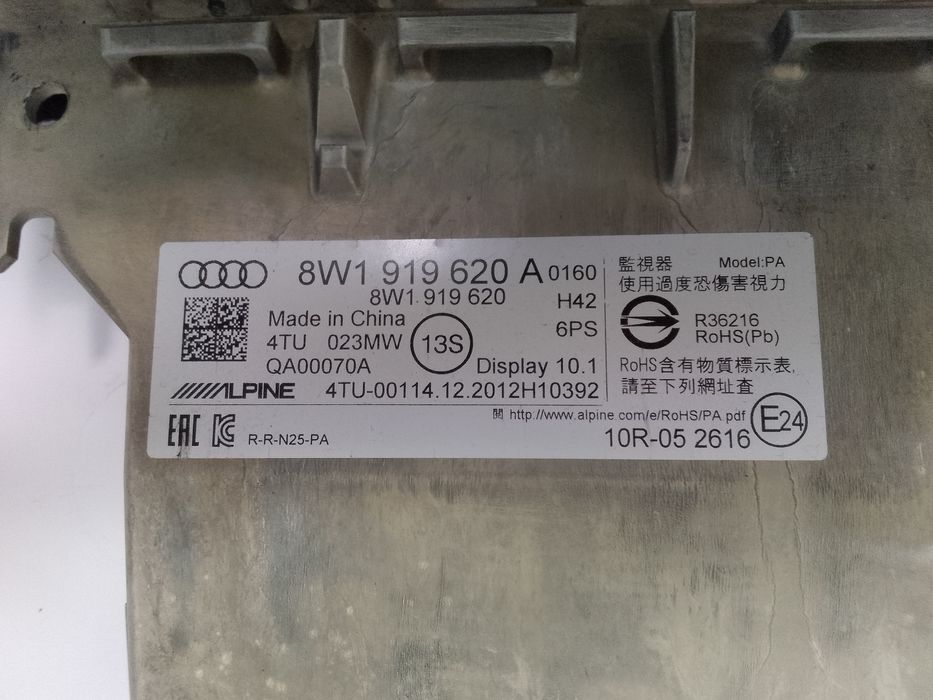 8W1 919 620 A 0160
8W1 919 620 H42
Made in China 6PS
4TU 023MW 13S
QA00070A Display 10.1
ALPINE 4TU-00114.12.2012H10392
監視器 Model:PA
使用過度恐傷害視力
R36216
RoHS(Pb)
RoHS含有物質標示表,
請至下列網址查
閱 http://www.alpine.com/e/RoHS/PA.pdf
EAC KC R-R-N25-PA 10R-05 2616 E24